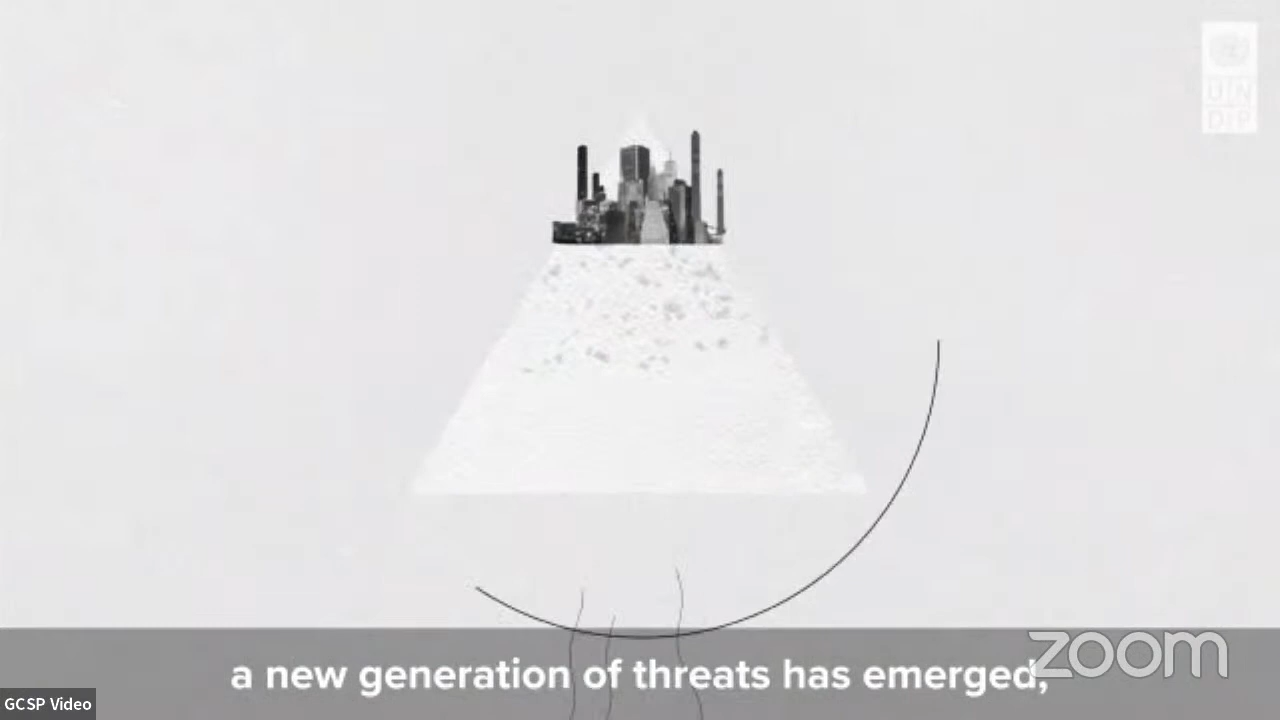 UN
DP
a new generation of threats has emerged,
zoom
GCSP Video